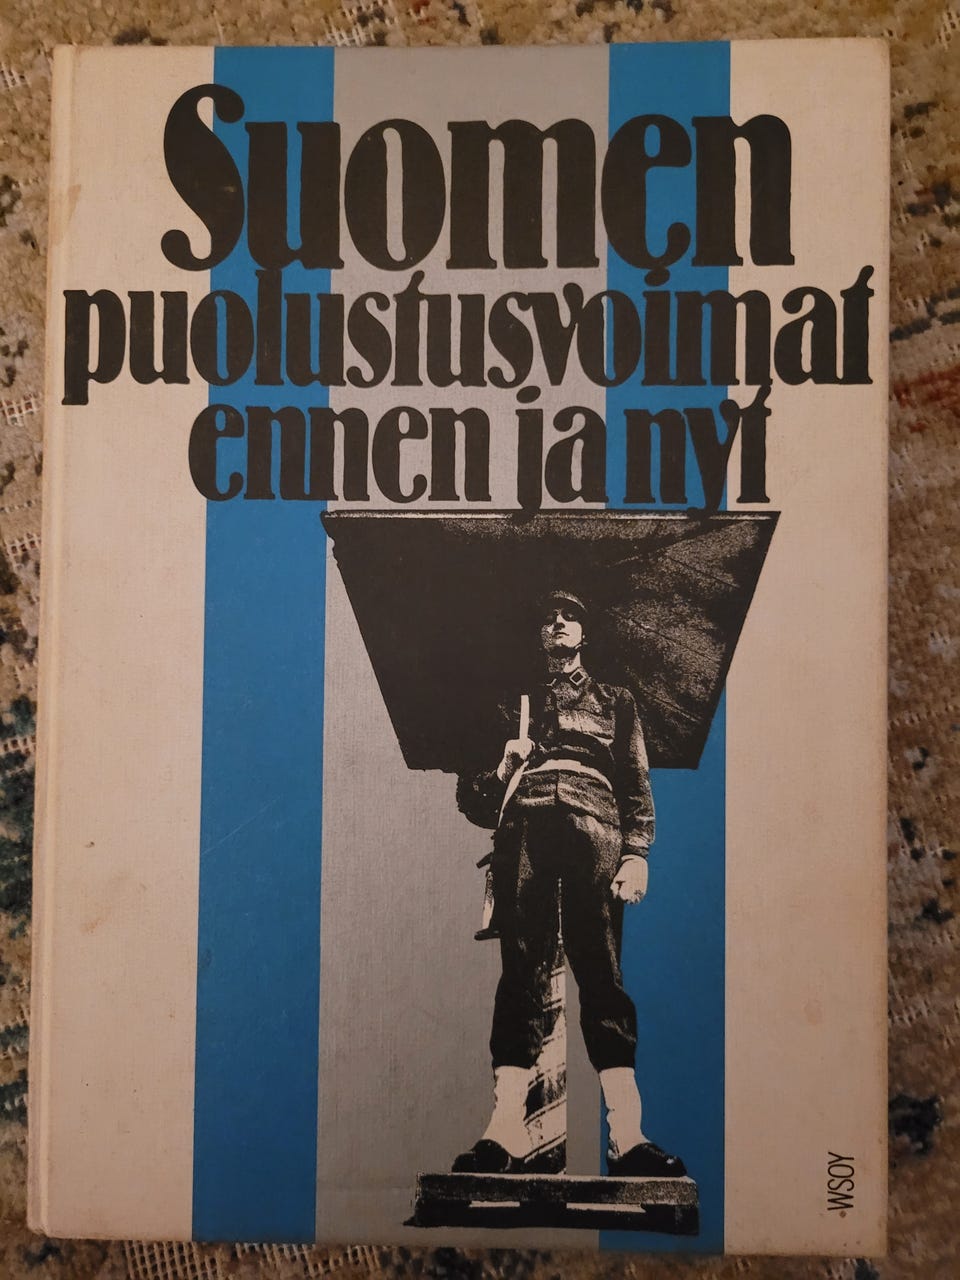 Suomen
puolustusvoimat
ennen ja nyt
WSOY